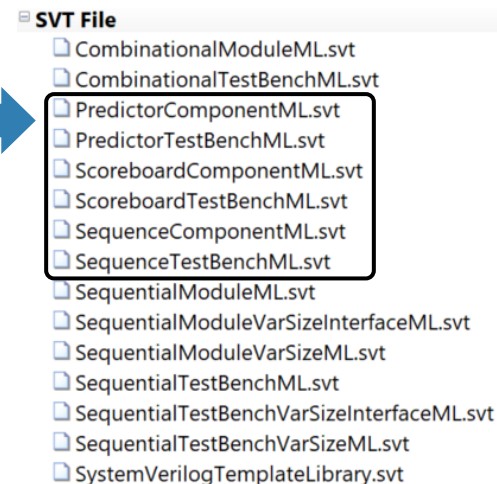 SVT File
CombinationalModuleML.svt
CombinationalTestBenchML.svt
PredictorComponentML.svt
PredictorTestBenchML.svt
ScoreboardComponentML.svt
ScoreboardTestBenchML.svt
SequenceComponentML.svt
SequenceTestBenchML.svt
SequentialModuleML.svt
SequentialModuleVarSizeInterfaceML.svt
SequentialModuleVarSizeML.svt
SequentialTestBenchML.svt
SequentialTestBenchVarSizeInterfaceML.svt
SequentialTestBenchVarSizeML.svt
SystemVerilogTemplateLibrary.svt